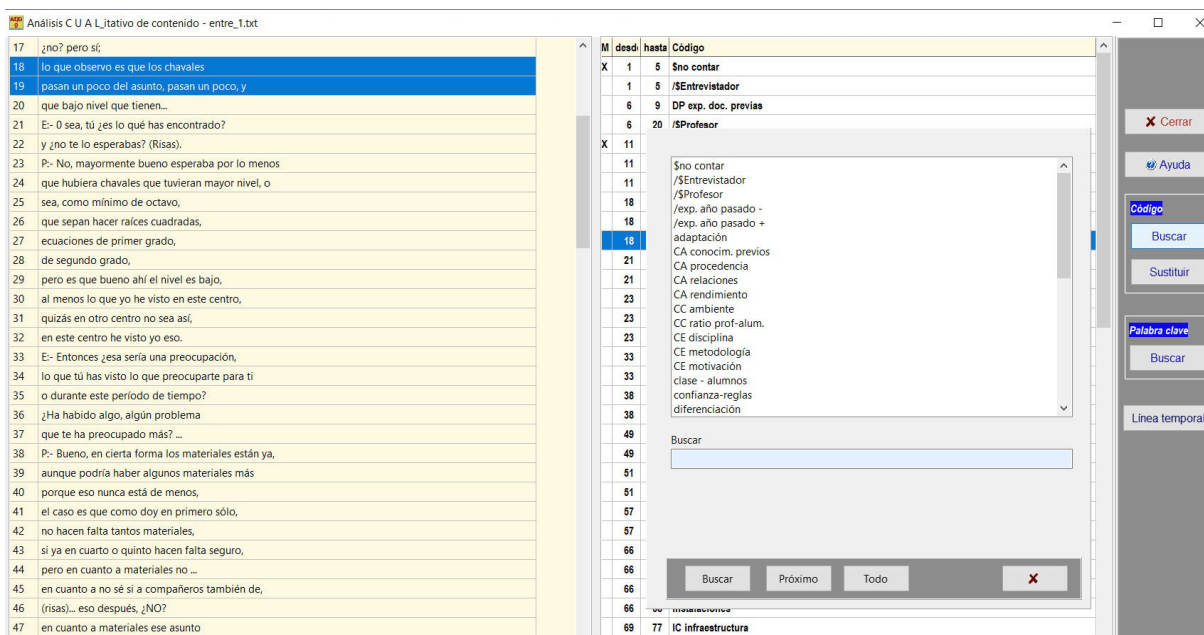 Análisis C U A L_itativo de contenido - entre_1.txt
17 ¿no? pero sí;
18 lo que observo es que los chavales
19 pasan un poco del asunto, pasan un poco, y
20 que bajo nivel que tienen...
21 E:- 0 sea, tú ¿es lo qué has encontrado?
22 y ¿no te lo esperabas? (Risas).
23 P:- No, mayormente bueno esperaba por lo menos
24 que hubiera chavales que tuvieran mayor nivel, o
25 sea, como mínimo de octavo,
26 que sepan hacer raíces cuadradas,
27 ecuaciones de primer grado,
28 de segundo grado,
29 pero es que bueno ahí el nivel es bajo,
30 al menos lo que yo he visto en este centro,
31 quizás en otro centro no sea así,
32 en este centro he visto yo eso.
33 E:- Entonces ¿esa sería una preocupación,
34 lo que tú has visto lo que preocuparte para ti
35 o durante este período de tiempo?
36 ¿Ha habido algo, algún problema
37 que te ha preocupado más? ...
38 P:- Bueno, en cierta forma los materiales están ya,
39 aunque podría haber algunos materiales más
40 porque eso nunca está de menos,
41 el caso es que como doy en primero sólo,
42 no hacen falta tantos materiales,
43 si ya en cuarto o quinto hacen falta seguro,
44 pero en cuanto a materiales no ...
45 en cuanto a no sé si a compañeros también de,
46 (risas)... eso después, ¿NO?
47 en cuanto a materiales ese asunto
M desde hasta Código
X 1 5 $no contar
1 5 /$Entrevistador
6 9 DP exp. doc. previas
6 20 /$Profesor
X 11
11
18
18
18
21
21
23
23
23
33
33
38
38
49
49
51
51
57
57
66
66
66
66 68 Instalaciones
69 77 IC infraestructura
$no contar
/$Entrevistador
/$Profesor
/exp. año pasado -
/exp. año pasado +
adaptación
CA conocim. previos
CA procedencia
CA relaciones
CA rendimiento
CC ambiente
CC ratio prof-alum.
CE disciplina
CE metodología
CE motivación
clase - alumnos
confianza-reglas
diferenciación
Buscar
Buscar Próximo Todo
Cerrar
Ayuda
Código
Buscar
Sustituir
Palabra clave
Buscar
Línea temporal